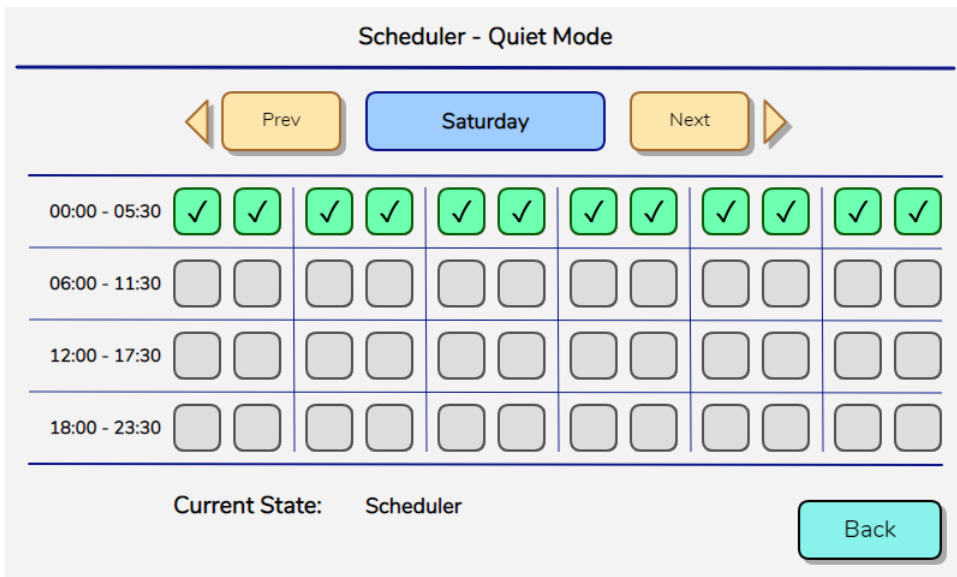 Scheduler - Quiet Mode
Prev Saturday Next
00:00 - 05:30 ✓ ✓ ✓ ✓ ✓ ✓ ✓ ✓ ✓ ✓ ✓ ✓
06:00 - 11:30
12:00 - 17:30
18:00 - 23:30
Current State: Scheduler
Back